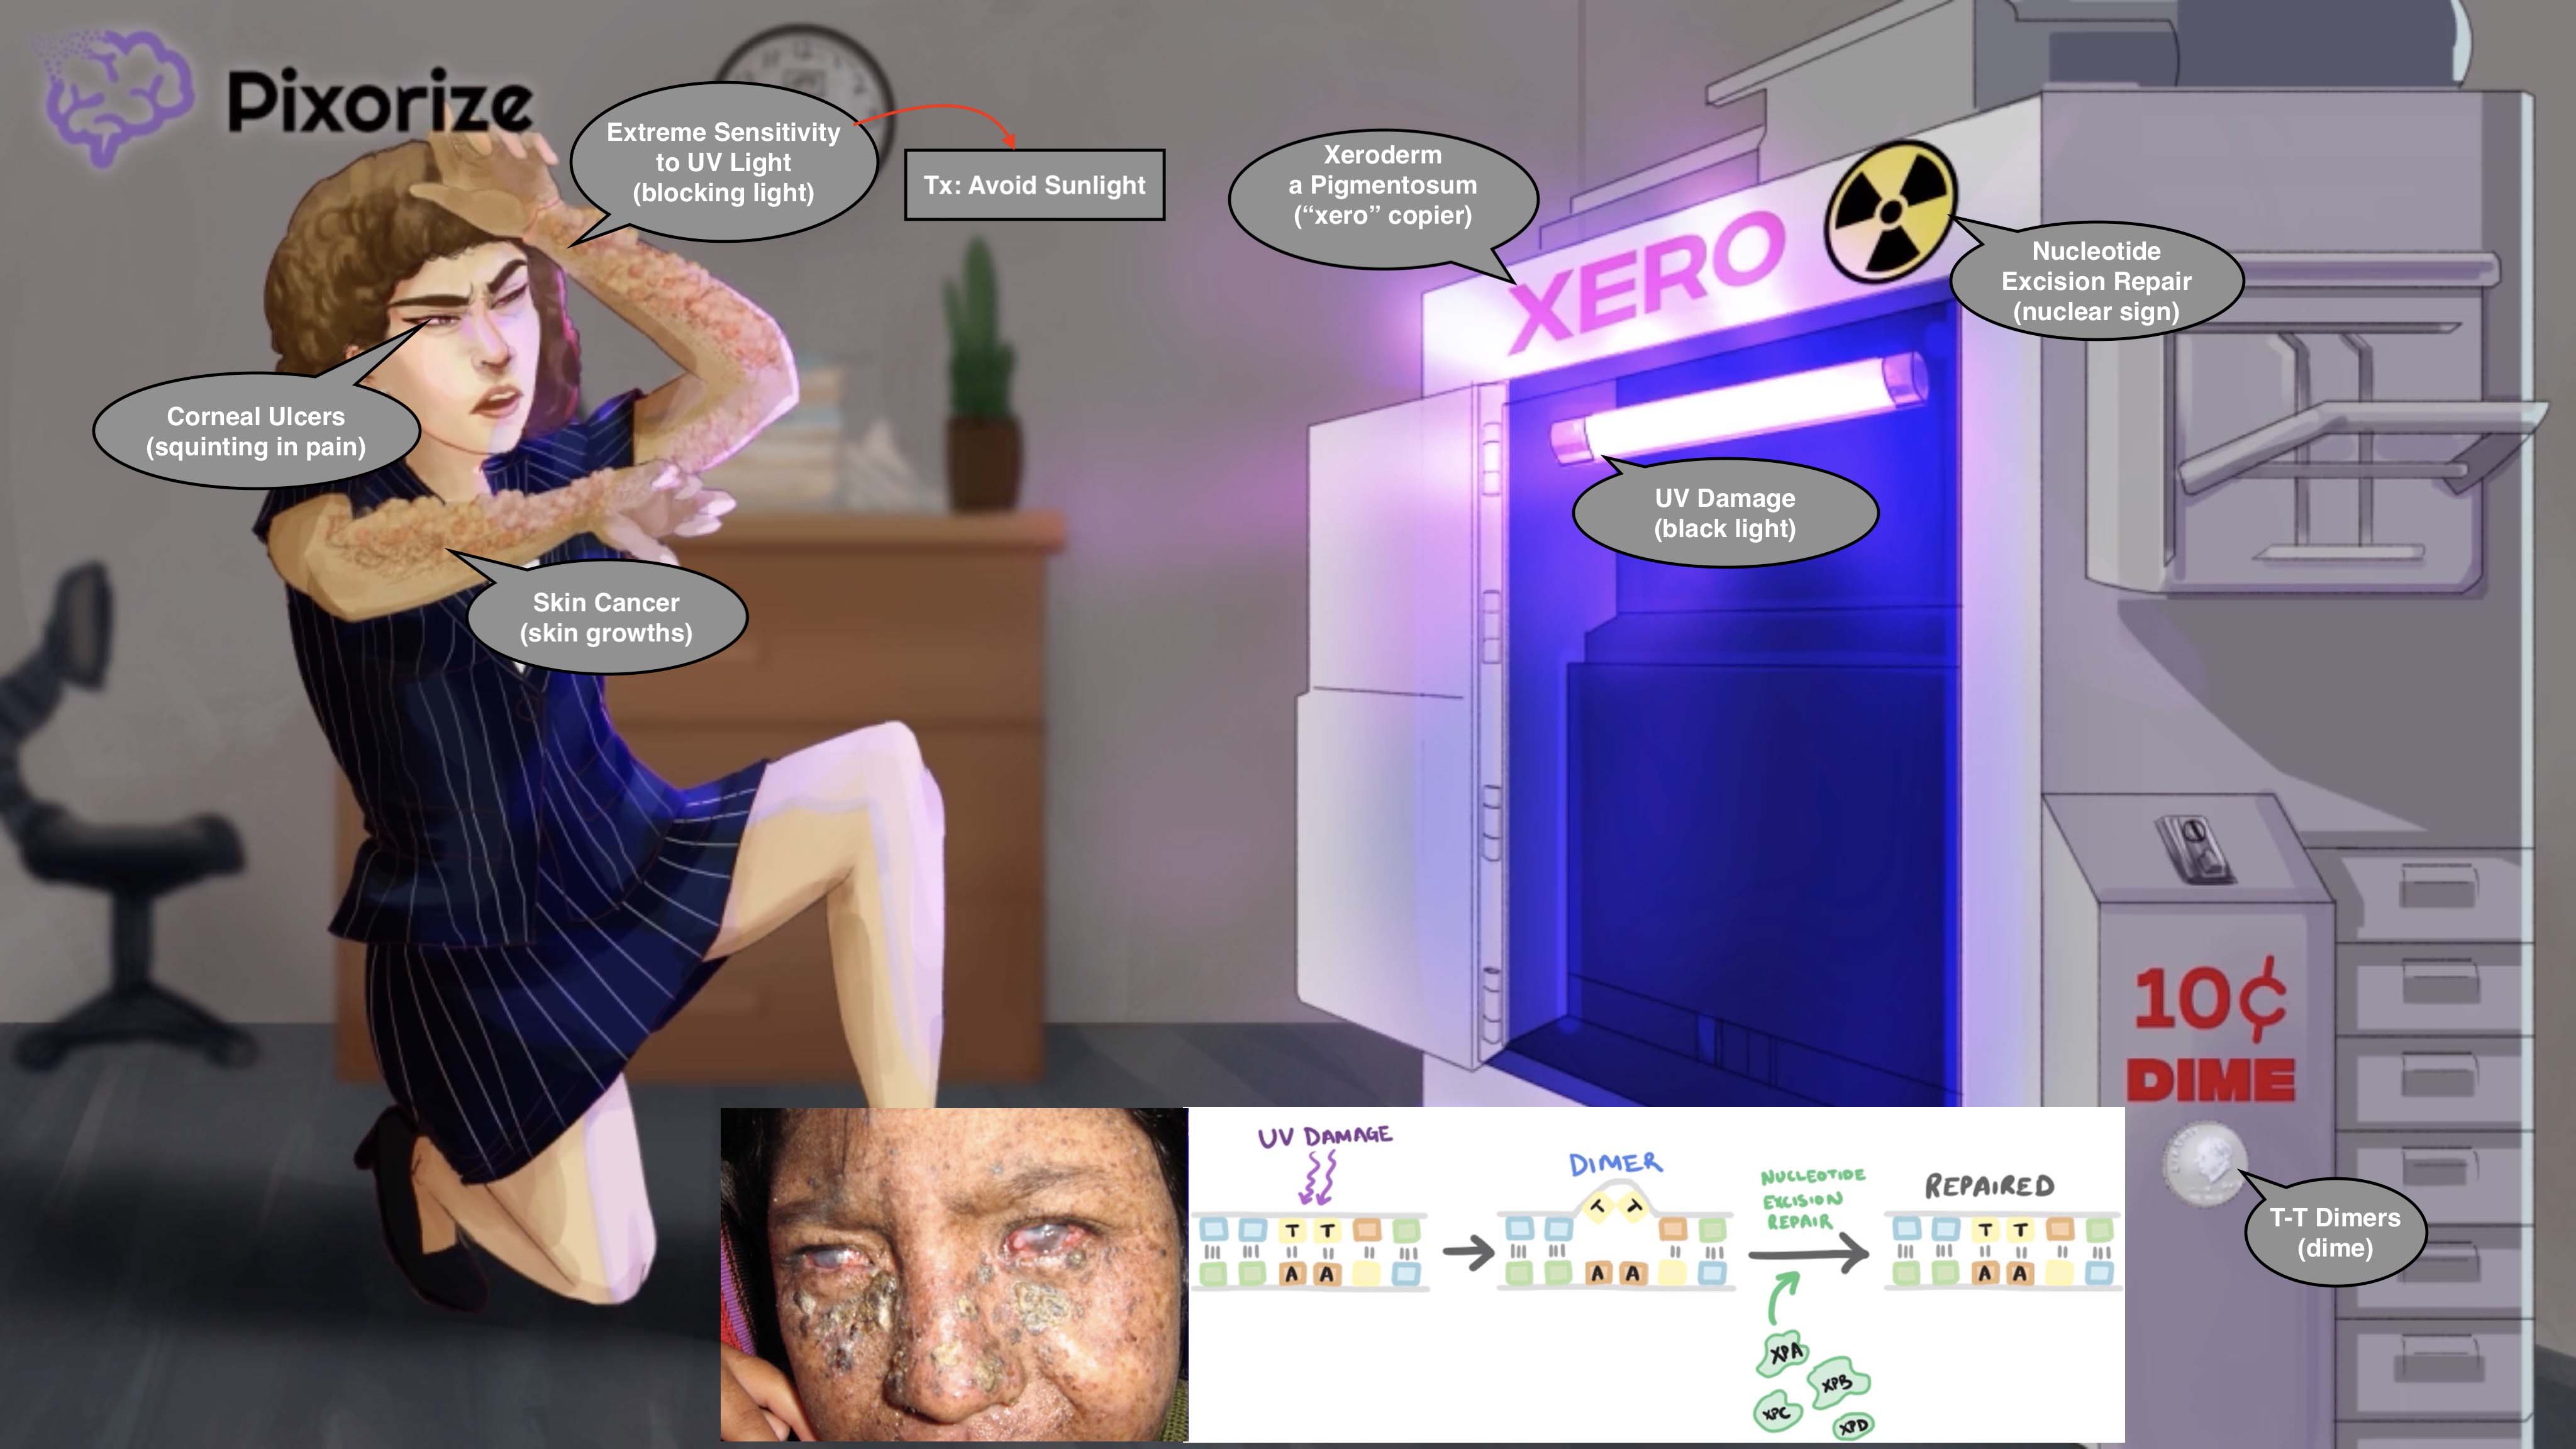 Pixorize
Extreme Sensitivity
to UV Light
(blocking light)
Tx: Avoid Sunlight
Xeroderm
a Pigmentosum
(“xero” copier)
XERO
Nucleotide
Excision Repair
(nuclear sign)
Corneal Ulcers
(squinting in pain)
UV Damage
(black light)
Skin Cancer
(skin growths)
10¢
DIME
T-T Dimers
(dime)
UV DAMAGE
T T
A A
DIMER
T T
A A
NUCLEOTIDE
EXCISION
REPAIR
XPA
XPB
XPC
XPD
REPAIRED
T T
A A